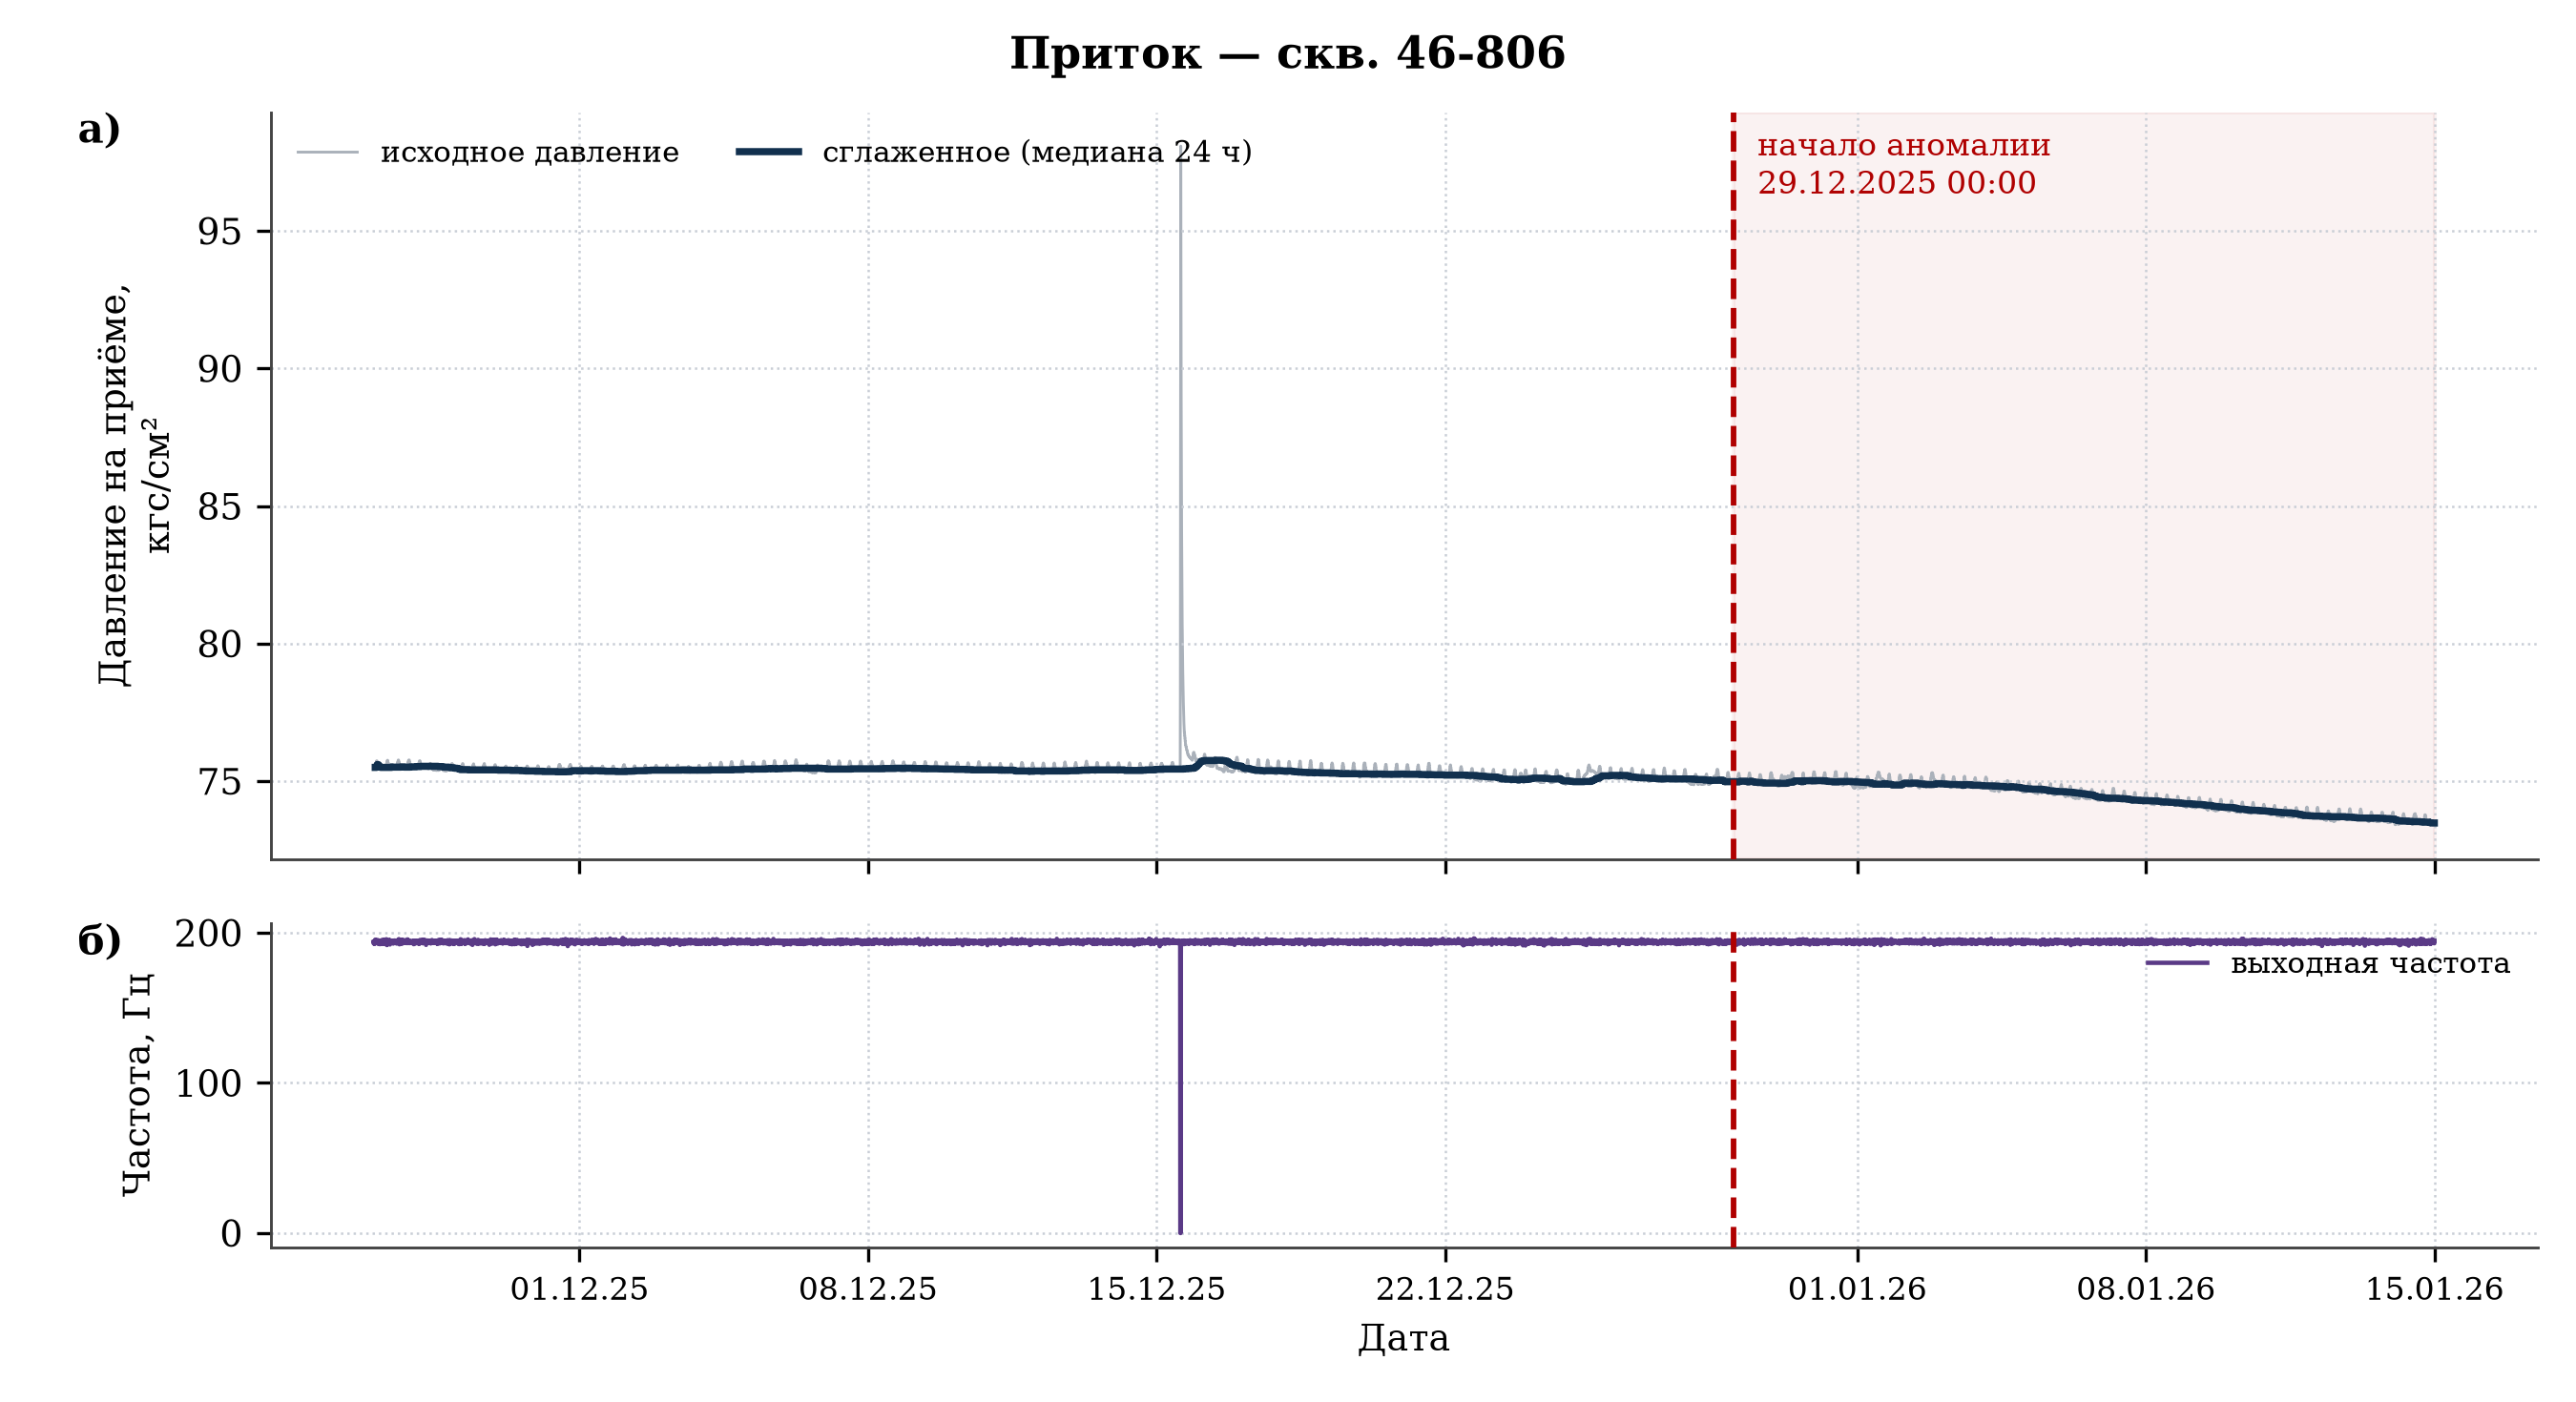 Приток — скв. 46-806
а)
исходное давление
сглаженное (медиана 24 ч)
начало аномалии
29.12.2025 00:00
Давление на приёме,
кгс/см²
95
90
85
80
75
б)
Частота, Гц
200
100
0
выходная частота
01.12.25
08.12.25
15.12.25
22.12.25
01.01.26
08.01.26
15.01.26
Дата